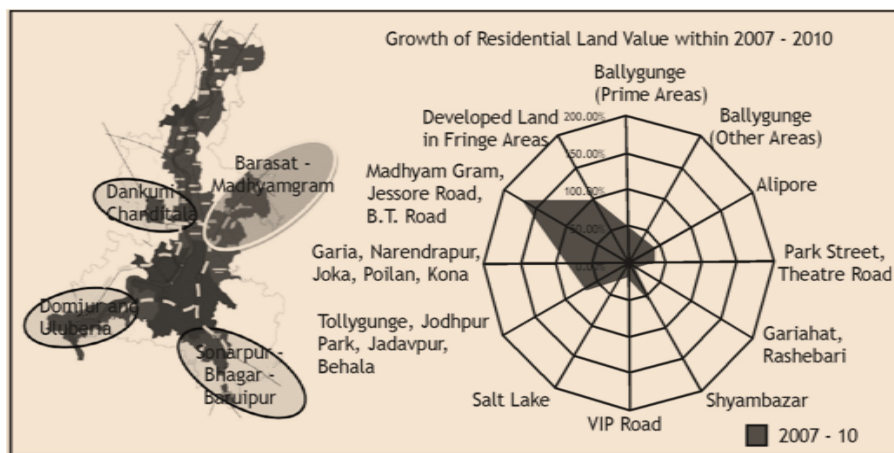 Growth of Residential Land Value within 2007 - 2010
Barasat -
Madhyamgram
Dankuni
Chanditala
Domjur and
Uluberia
Sonarpur -
Bhagar -
Baruipur
Ballygunge
(Prime Areas)
Ballygunge
(Other Areas)
Alipore
Park Street,
Theatre Road
Gariahat,
Rashebari
Shyambazar
VIP Road
Salt Lake
Tollygunge, Jodhpur
Park, Jadavpur,
Behala
Garia, Narendrapur,
Joka, Poilan, Kona
Madhyam Gram,
Jessore Road,
B.T. Road
Developed Land
in Fringe Areas
200.00%
150.00%
100.00%
50.00%
2007 - 10